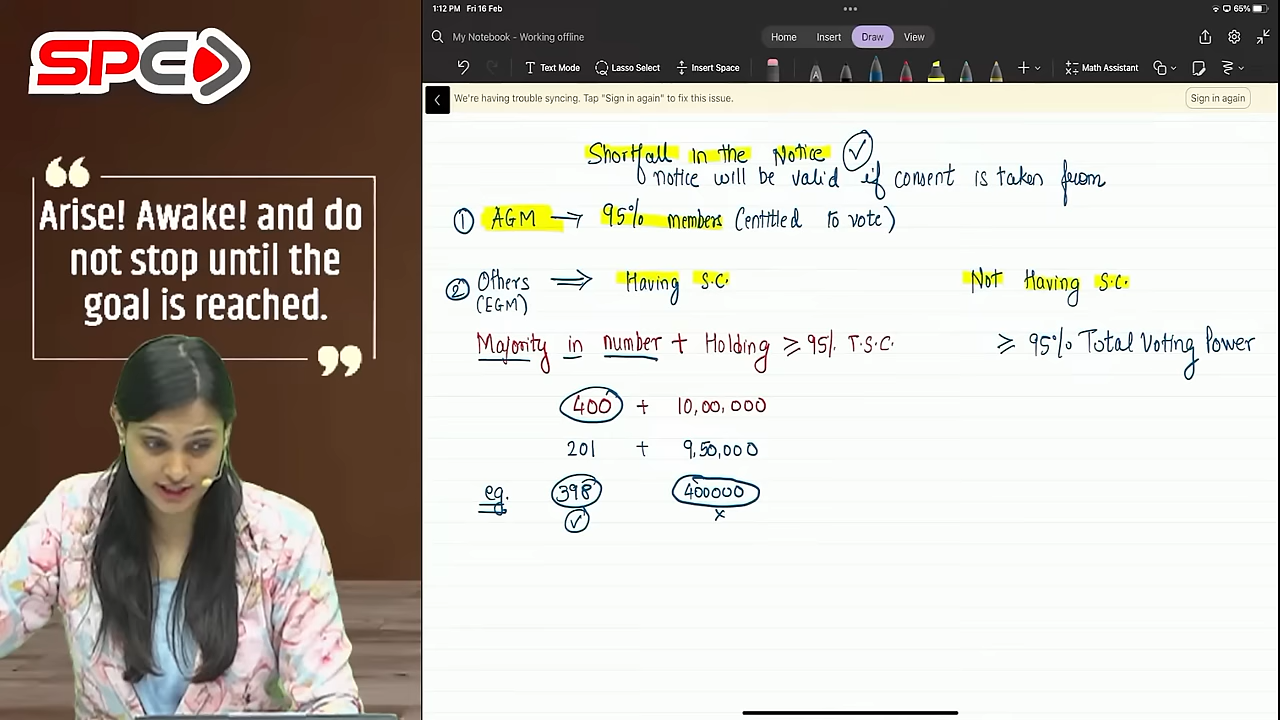 SPC
Arise! Awake! and do
not stop until the
goal is reached.
1:12 PM Fri 16 Feb
65%
My Notebook - Working offline
Home Insert Draw View
Text Mode Lasso Select Insert Space Math Assistant
We're having trouble syncing. Tap "Sign in again" to fix this issue.
Sign in again
Shortfall in the Notice
notice will be valid if consent is taken from
① AGM → 95% members (entitled to vote)
② Others ⇒ Having S.C. Not Having S.C.
(EGM)
Majority in number + Holding ≥ 95% T.S.C. ≥ 95% Total Voting Power
400 + 10,00,000
201 + 9,50,000
eg. 398 400000
✓ x